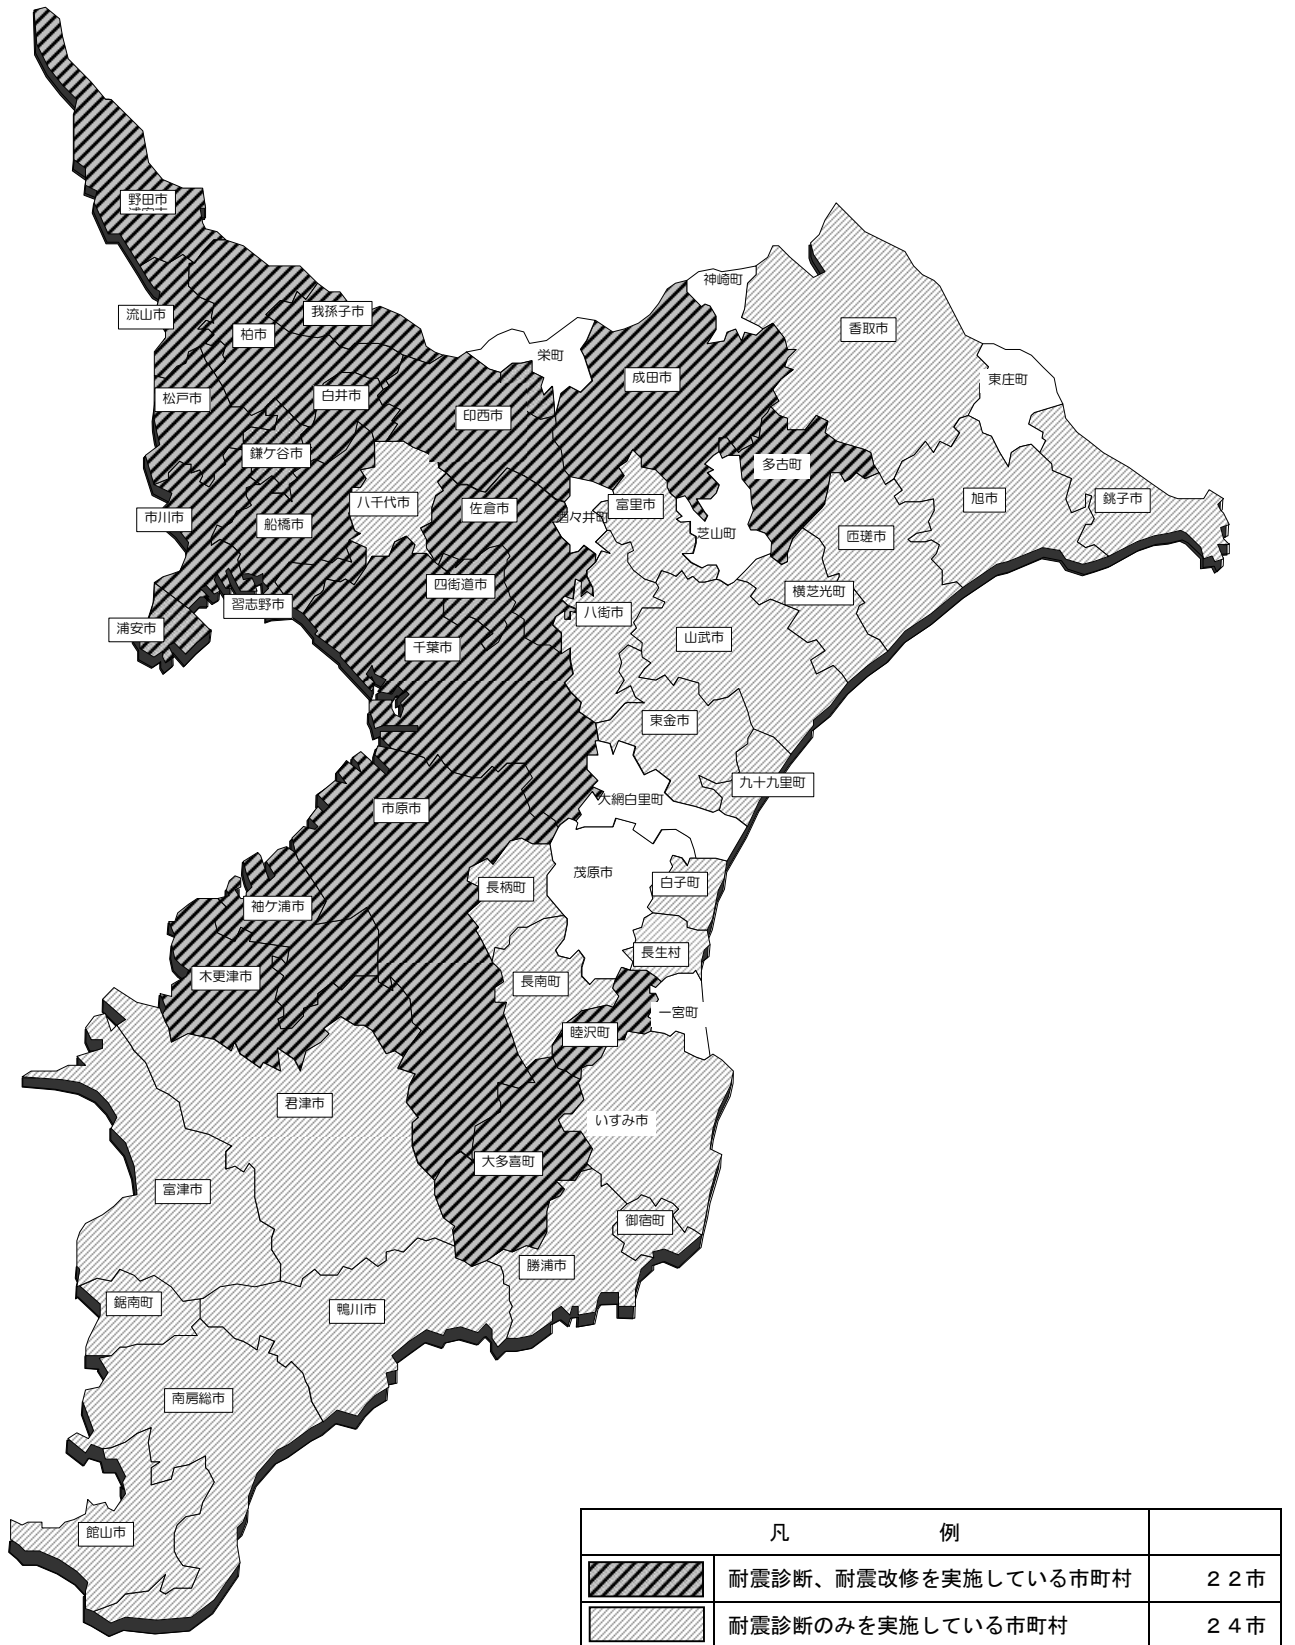 野田市
神崎町
流山市
我孫子市
香取市
柏市
栄町
成田市
東庄町
松戸市
白井市
印西市
鎌ケ谷市
多古町
八千代市
佐倉市
富里市
旭市
銚子市
市川市
船橋市
酒々井町
芝山町
匝瑳市
四街道市
横芝光町
習志野市
八街市
浦安市
千葉市
山武市
東金市
九十九里町
市原市
大網白里町
茂原市
長柄町
白子町
袖ケ浦市
長生村
木更津市
長南町
一宮町
睦沢町
君津市
いすみ市
大多喜町
富津市
御宿町
勝浦市
鋸南町
鴨川市
南房総市
館山市
凡 例
耐震診断、耐震改修を実施している市町村 22市
耐震診断のみを実施している市町村 24市